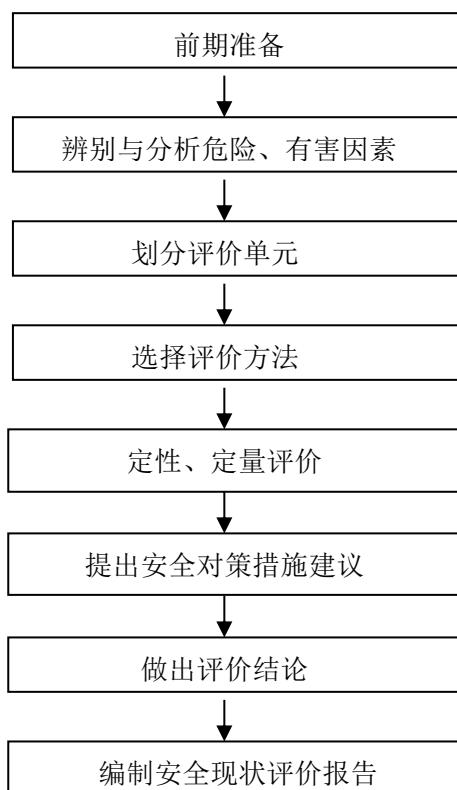 前期准备
辨别与分析危险、有害因素
划分评价单元
选择评价方法
定性、定量评价
提出安全对策措施建议
做出评价结论
编制安全现状评价报告